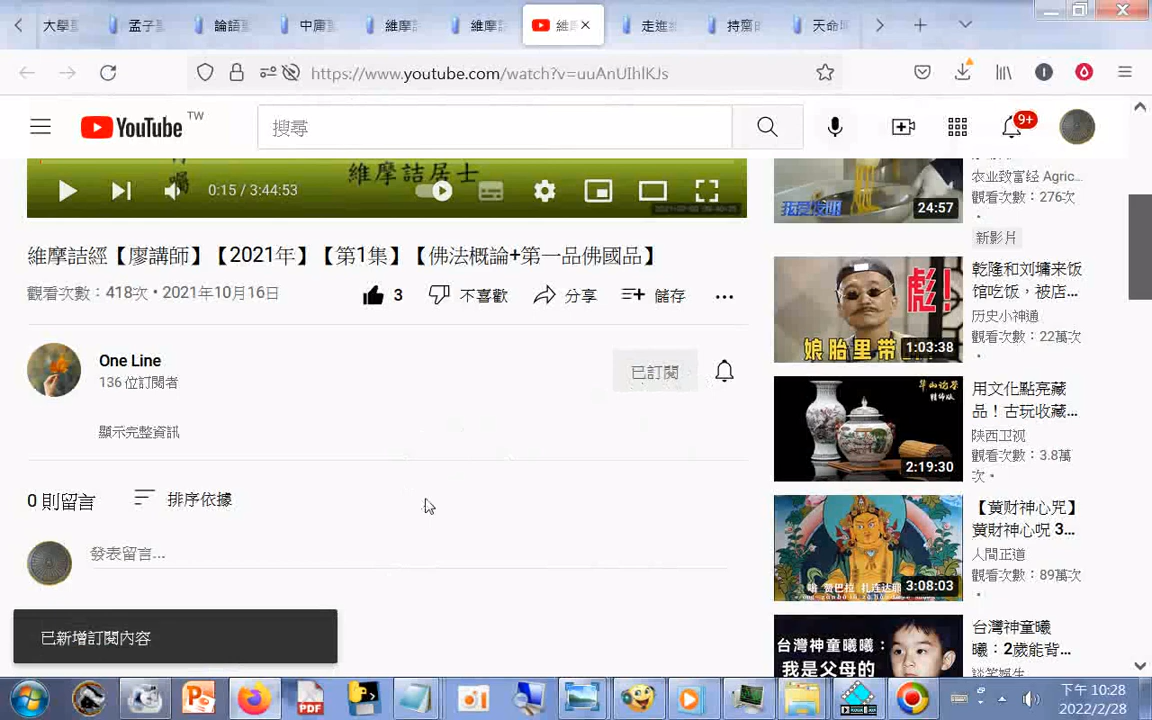 大學
孟子
論語
中庸
維摩
維摩
維
走進
持齋
天命
https://www.youtube.com/watch?v=uuAnUIhlKJs
YouTube TW
搜尋
9+
維摩詰居士
0:15 / 3:44:53
維摩詰經【廖講師】【2021年】【第1集】【佛法概論+第一品佛國品】
觀看次數：418次 • 2021年10月16日
3
不喜歡
分享
儲存
One Line
136 位訂閱者
已訂閱
顯示完整資訊
0 則留言
排序依據
發表留言...
已新增訂閱內容
我愛发明
24:57
农业致富经 Agric...
觀看次數：276次
新影片
彪!
娘胎里带
1:03:38
乾隆和刘墉来饭
馆吃饭，被店...
历史小神通
觀看次數：22萬次
2:19:30
用文化點亮藏
品！古玩收藏...
陕西卫视
觀看次數：3.8萬
次 •
3:08:03
【黄财神心咒】
黃財神心呪 3...
人間正道
觀看次數：89萬次
台灣神童曦曦：
我是父母的
台灣神童曦
曦：2歲能背...
下午 10:28
2022/2/28